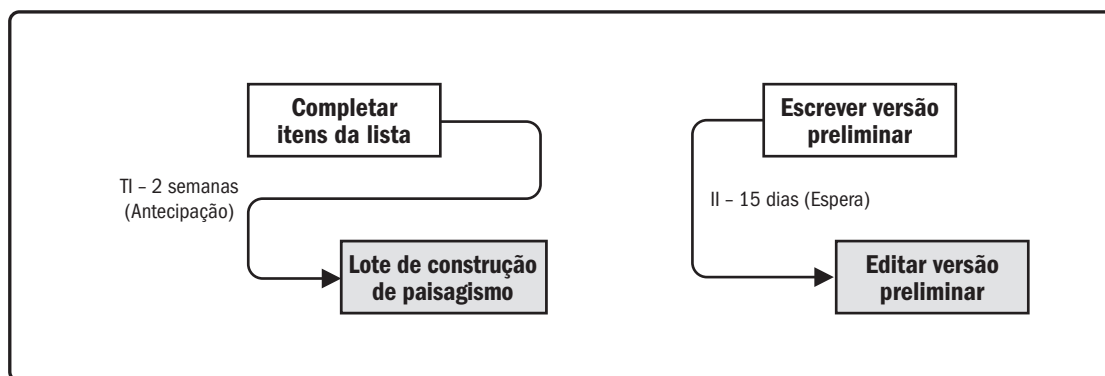 Completar
itens da lista
TI – 2 semanas
(Antecipação)
Lote de construção
de paisagismo
Escrever versão
preliminar
II – 15 dias (Espera)
Editar versão
preliminar